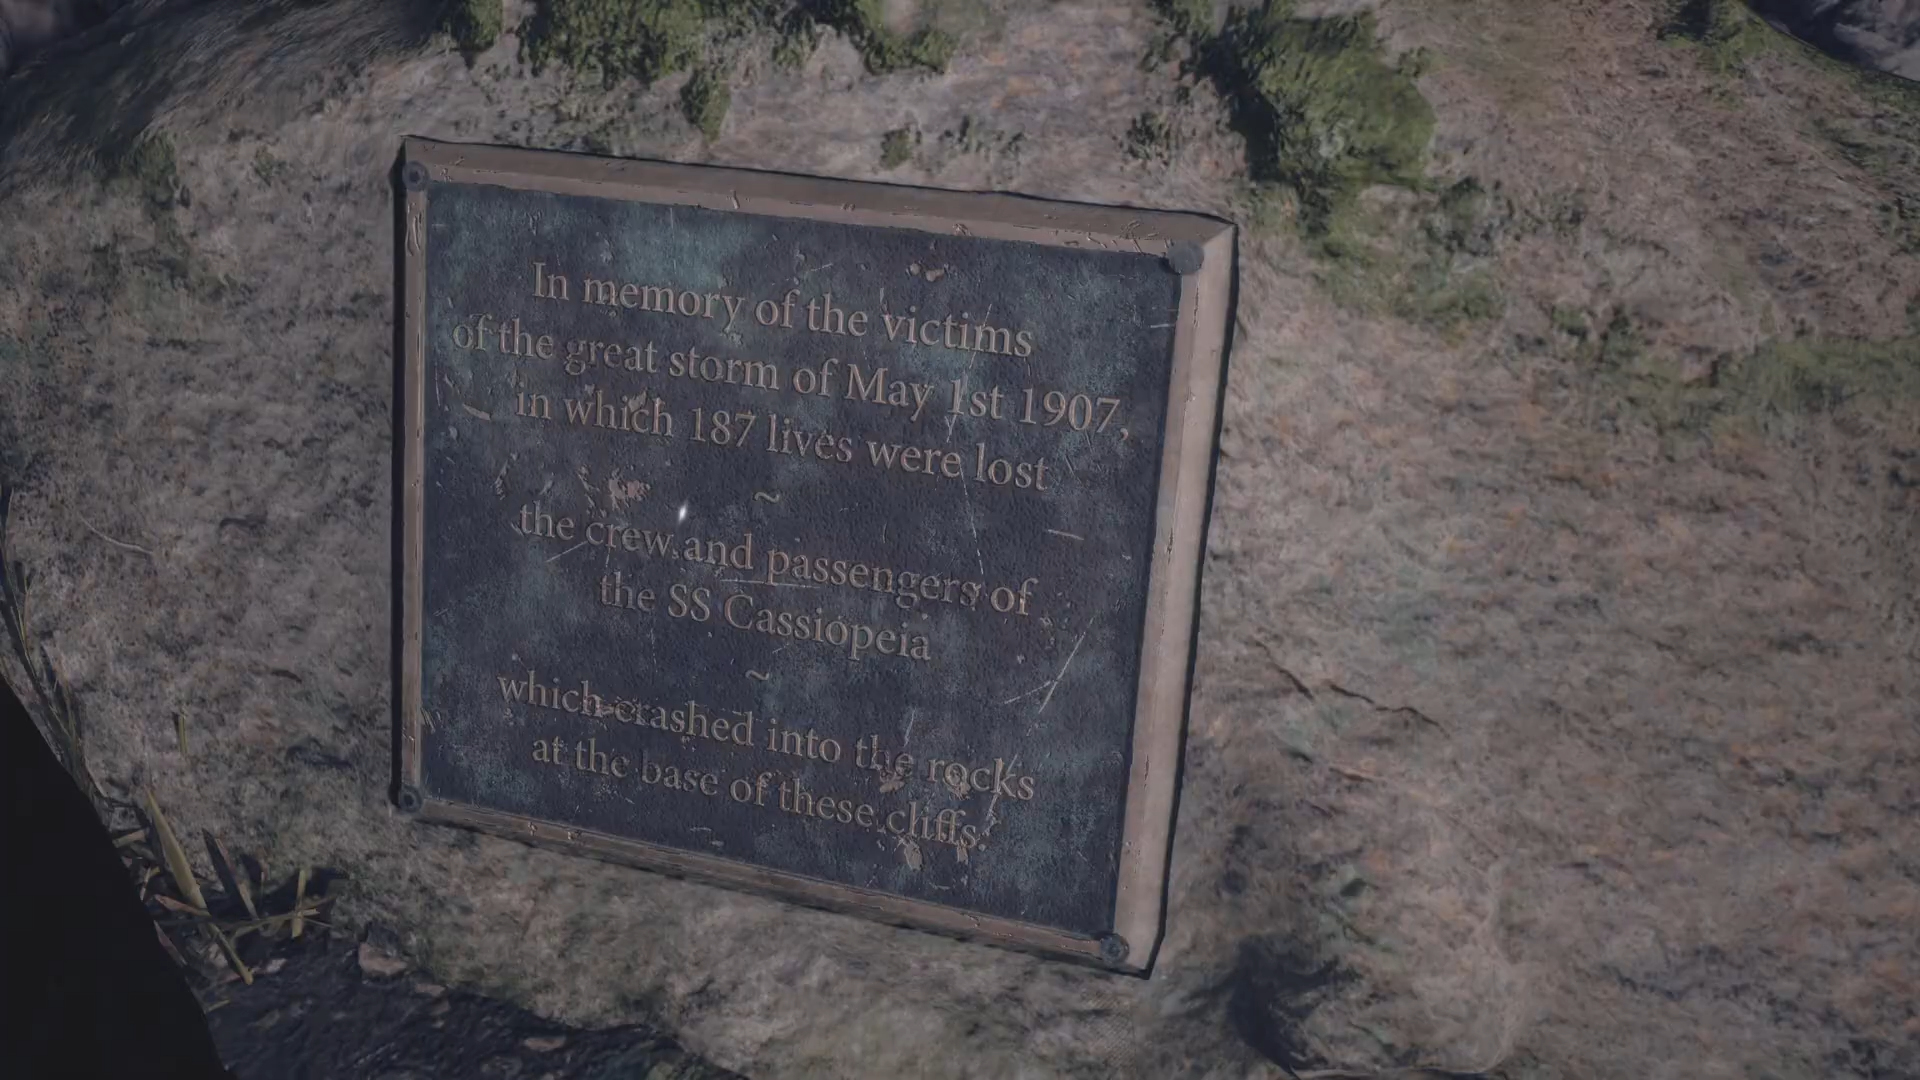 In memory of the victims
of the great storm of May 1st 1907,
in which 187 lives were lost
~
the crew and passengers of
the SS Cassiopeia
~
which crashed into the rocks
at the base of these cliffs.